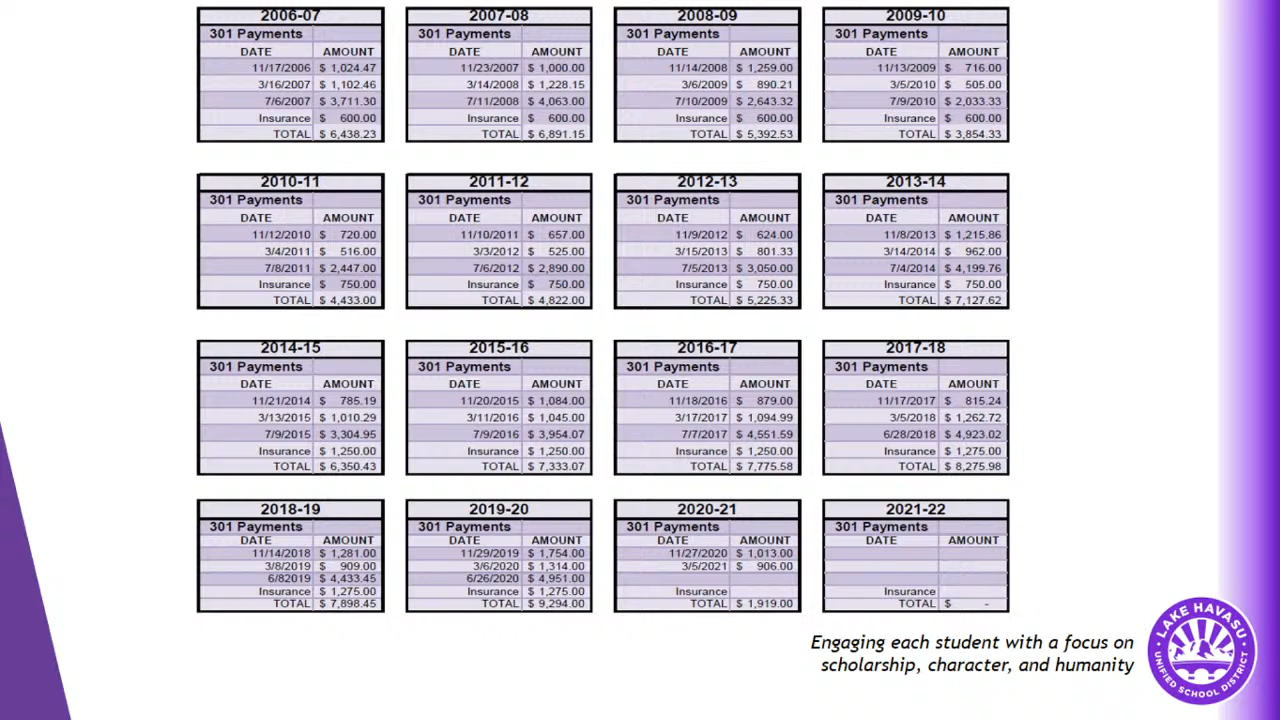 2006-07 2007-08 2008-09 2009-10
301 Payments 301 Payments 301 Payments 301 Payments
DATE AMOUNT DATE AMOUNT DATE AMOUNT DATE AMOUNT
11/17/2006 $ 1,024.47 11/23/2007 $ 1,000.00 11/14/2008 $ 1,259.00 11/13/2009 $ 716.00
3/16/2007 $ 1,102.46 3/14/2008 $ 1,228.15 3/6/2009 $ 890.21 3/5/2010 $ 505.00
7/6/2007 $ 3,711.30 7/11/2008 $ 4,063.00 7/10/2009 $ 2,643.32 7/9/2010 $ 2,033.33
Insurance $ 600.00 Insurance $ 600.00 Insurance $ 600.00 Insurance $ 600.00
TOTAL $ 6,438.23 TOTAL $ 6,891.15 TOTAL $ 5,392.53 TOTAL $ 3,854.33
2010-11 2011-12 2012-13 2013-14
301 Payments 301 Payments 301 Payments 301 Payments
DATE AMOUNT DATE AMOUNT DATE AMOUNT DATE AMOUNT
11/12/2010 $ 720.00 11/10/2011 $ 657.00 11/9/2012 $ 624.00 11/8/2013 $ 1,215.86
3/4/2011 $ 516.00 3/3/2012 $ 525.00 3/15/2013 $ 801.33 3/14/2014 $ 962.00
7/8/2011 $ 2,447.00 7/6/2012 $ 2,890.00 7/5/2013 $ 3,050.00 7/4/2014 $ 4,199.76
Insurance $ 750.00 Insurance $ 750.00 Insurance $ 750.00 Insurance $ 750.00
TOTAL $ 4,433.00 TOTAL $ 4,822.00 TOTAL $ 5,225.33 TOTAL $ 7,127.62
2014-15 2015-16 2016-17 2017-18
301 Payments 301 Payments 301 Payments 301 Payments
DATE AMOUNT DATE AMOUNT DATE AMOUNT DATE AMOUNT
11/21/2014 $ 785.19 11/20/2015 $ 1,084.00 11/18/2016 $ 879.00 11/17/2017 $ 815.24
3/13/2015 $ 1,010.29 3/11/2016 $ 1,045.00 3/17/2017 $ 1,094.99 3/5/2018 $ 1,262.72
7/9/2015 $ 3,304.95 7/9/2016 $ 3,954.07 7/7/2017 $ 4,551.59 6/28/2018 $ 4,923.02
Insurance $ 1,250.00 Insurance $ 1,250.00 Insurance $ 1,250.00 Insurance $ 1,275.00
TOTAL $ 6,350.43 TOTAL $ 7,333.07 TOTAL $ 7,775.58 TOTAL $ 8,275.98
2018-19 2019-20 2020-21 2021-22
301 Payments 301 Payments 301 Payments 301 Payments
DATE AMOUNT DATE AMOUNT DATE AMOUNT DATE AMOUNT
11/14/2018 $ 1,281.00 11/29/2019 $ 1,754.00 11/27/2020 $ 1,013.00
3/8/2019 $ 909.00 3/6/2020 $ 1,314.00 3/5/2021 $ 906.00
6/82019 $ 4,433.45 6/26/2020 $ 4,951.00
Insurance $ 1,275.00 Insurance $ 1,275.00 Insurance Insurance
TOTAL $ 7,898.45 TOTAL $ 9,294.00 TOTAL $ 1,919.00 TOTAL $ -
Engaging each student with a focus on
scholarship, character, and humanity
LAKE HAVASU
UNIFIED SCHOOL DISTRICT